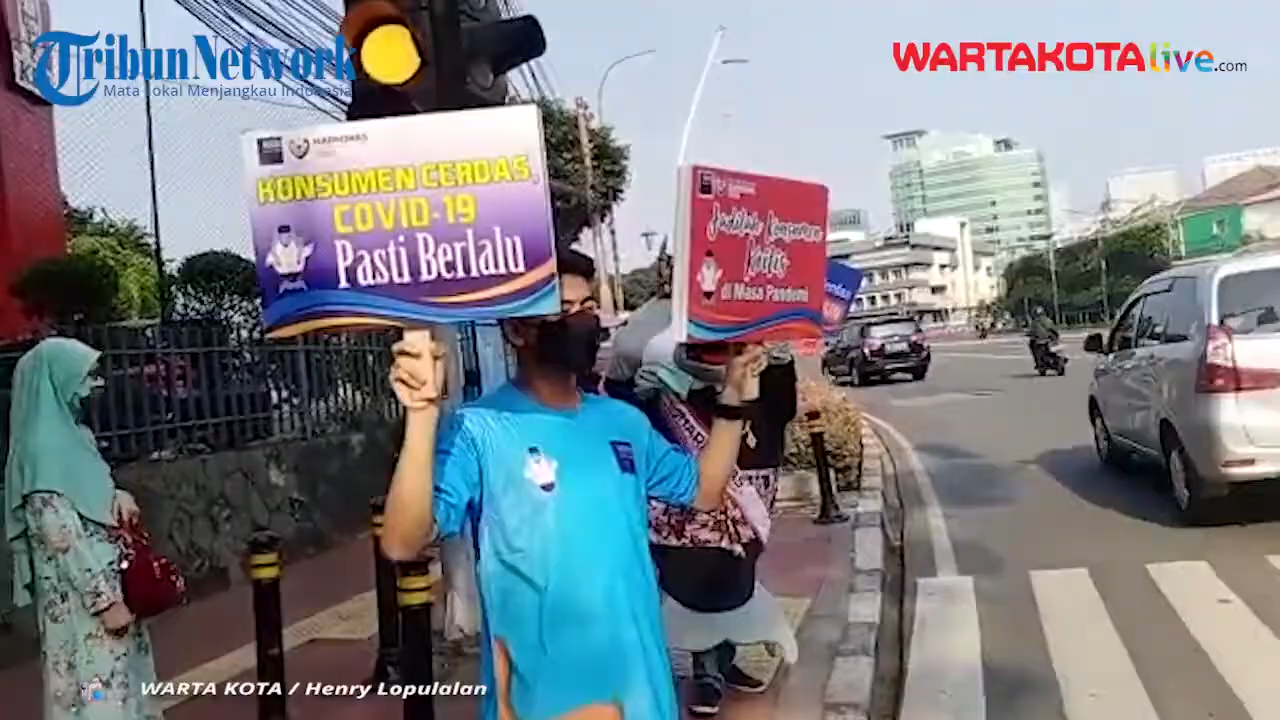 TribunNetwork
Mata Lokal Menjangkau Indonesia
WARTAKOTAlive.com
HARKONAS
KONSUMEN CERDAS,
COVID-19
Pasti Berlalu
Jadilah Konsumen
Kritis
di Masa Pandemi
WARTA KOTA / Henry Lopulalan